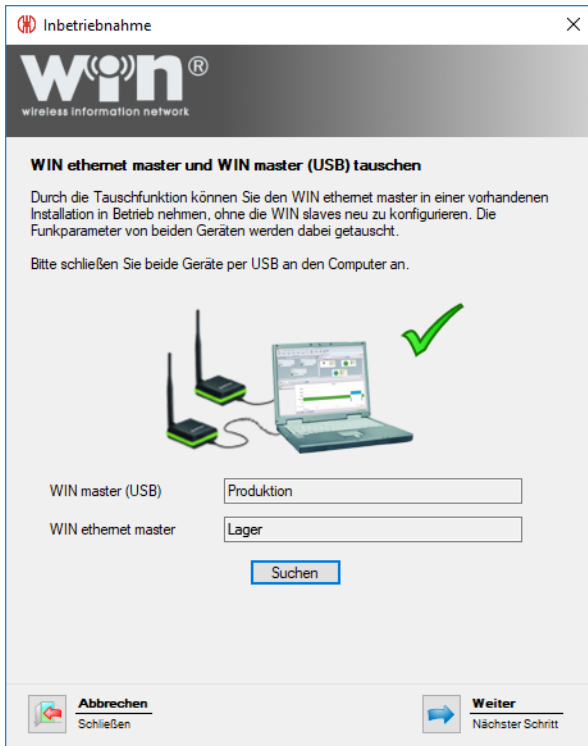 Inbetriebnahme
WIN®
wireless information network
WIN ethernet master und WIN master (USB) tauschen
Durch die Tauschfunktion können Sie den WIN ethernet master in einer vorhandenen
Installation in Betrieb nehmen, ohne die WIN slaves neu zu konfigurieren. Die
Funkparameter von beiden Geräten werden dabei getauscht.
Bitte schließen Sie beide Geräte per USB an den Computer an.
WIN master (USB) Produktion
WIN ethernet master Lager
Suchen
Abbrechen
Schließen
Weiter
Nächster Schritt